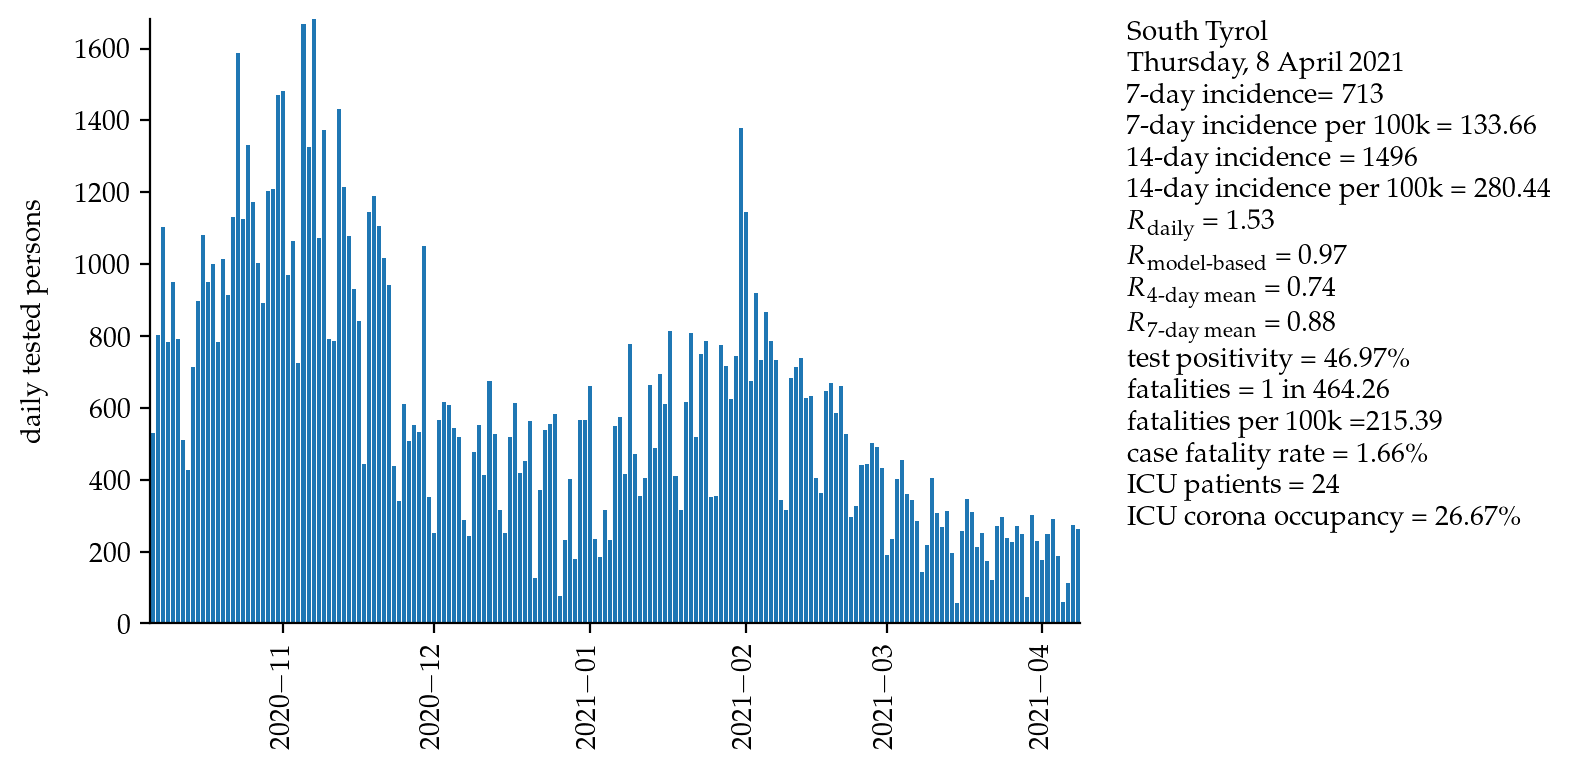 1600
1400
1200
1000
800
600
400
200
0
daily tested persons
2020−11
2020−12
2021−01
2021−02
2021−03
2021−04
South Tyrol
Thursday, 8 April 2021
7-day incidence= 713
7-day incidence per 100k = 133.66
14-day incidence = 1496
14-day incidence per 100k = 280.44
R daily = 1.53
R model-based = 0.97
R 4-day mean = 0.74
R 7-day mean = 0.88
test positivity = 46.97%
fatalities = 1 in 464.26
fatalities per 100k =215.39
case fatality rate = 1.66%
ICU patients = 24
ICU corona occupancy = 26.67%